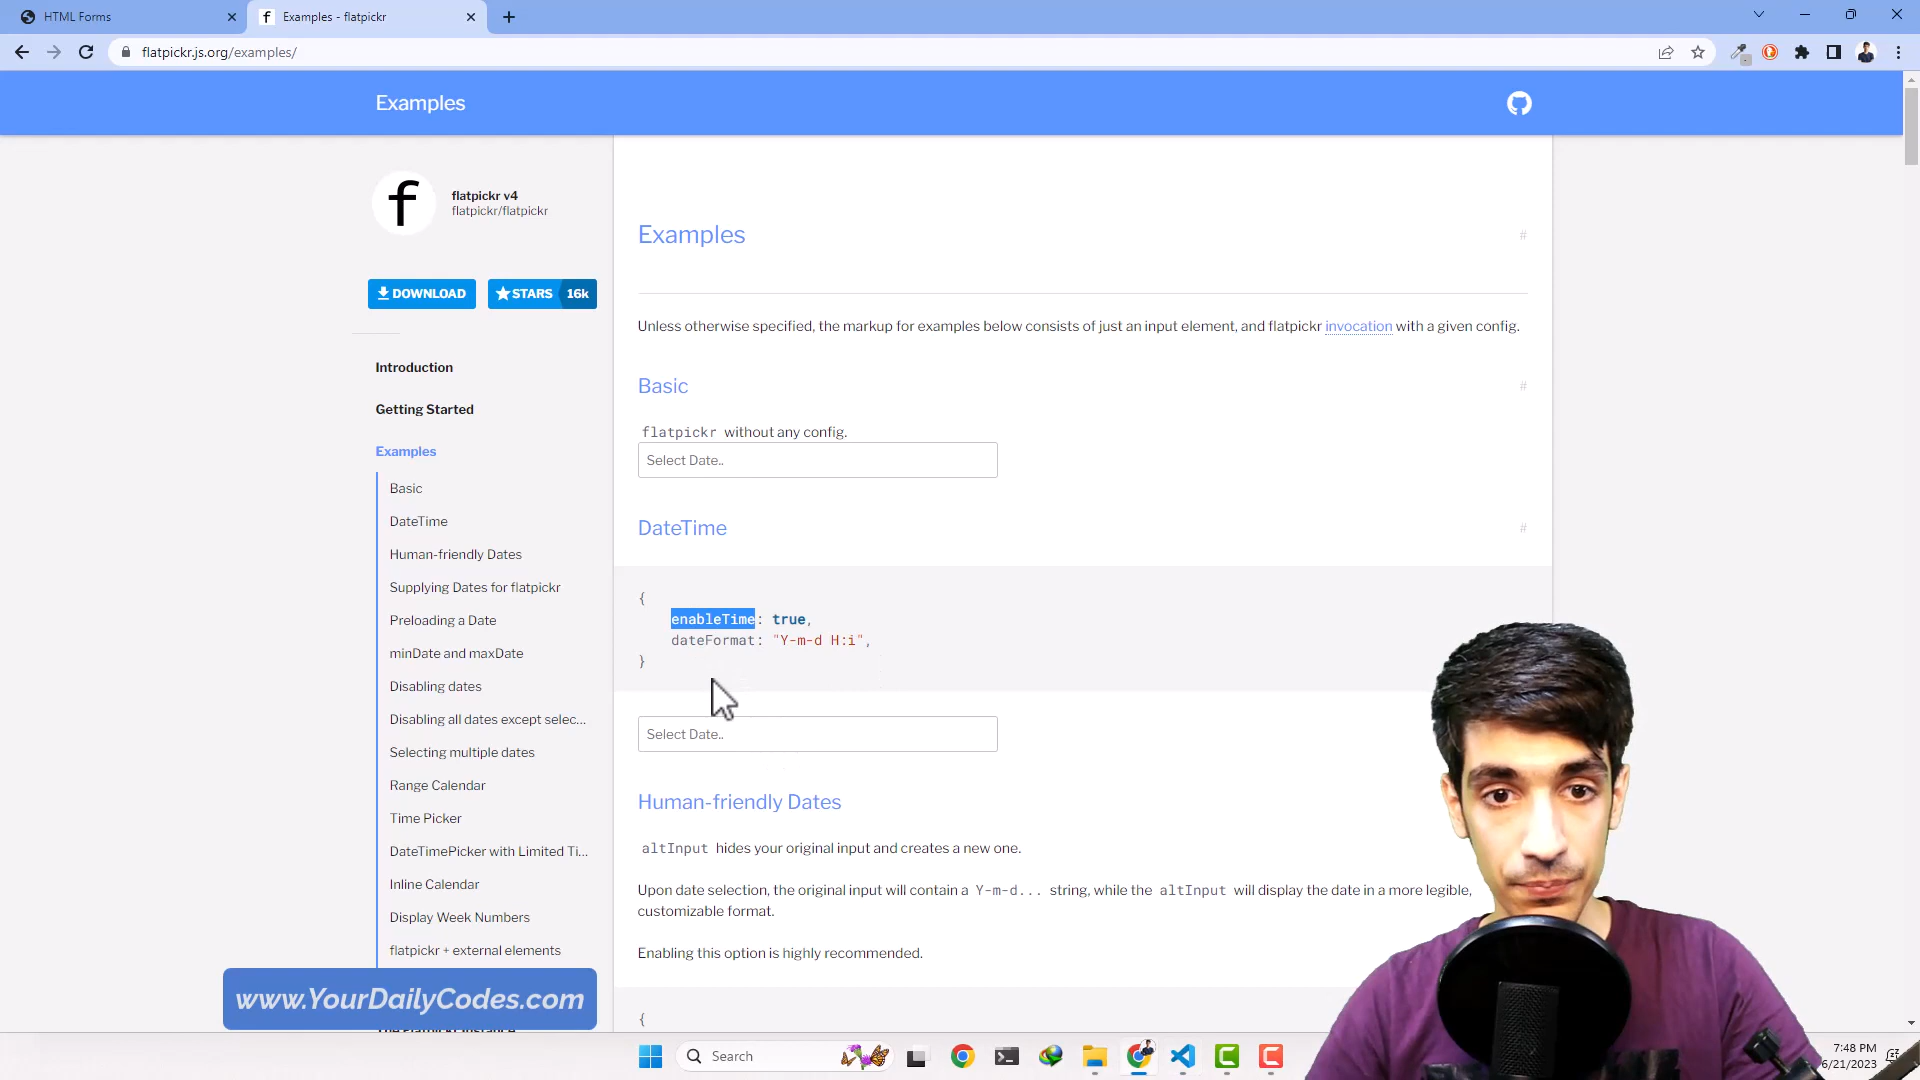 HTML Forms
f Examples - flatpickr
flatpickr.js.org/examples/
Examples
f
flatpickr v4
flatpickr/flatpickr
DOWNLOAD
STARS 16k
Introduction
Getting Started
Examples
Basic
DateTime
Human-friendly Dates
Supplying Dates for flatpickr
Preloading a Date
minDate and maxDate
Disabling dates
Disabling all dates except selec...
Selecting multiple dates
Range Calendar
Time Picker
DateTimePicker with Limited Ti...
Inline Calendar
Display Week Numbers
flatpickr + external elements
www.YourDailyCodes.com
Examples #
Unless otherwise specified, the markup for examples below consists of just an input element, and flatpickr invocation with a given config.
Basic #
flatpickr without any config.
Select Date..
DateTime #
{
enableTime: true,
dateFormat: "Y-m-d H:i",
}
Select Date..
Human-friendly Dates
altInput hides your original input and creates a new one.
Upon date selection, the original input will contain a Y-m-d... string, while the altInput will display the date in a more legible,
customizable format.
Enabling this option is highly recommended.
{
Search
7:48 PM
6/21/2023